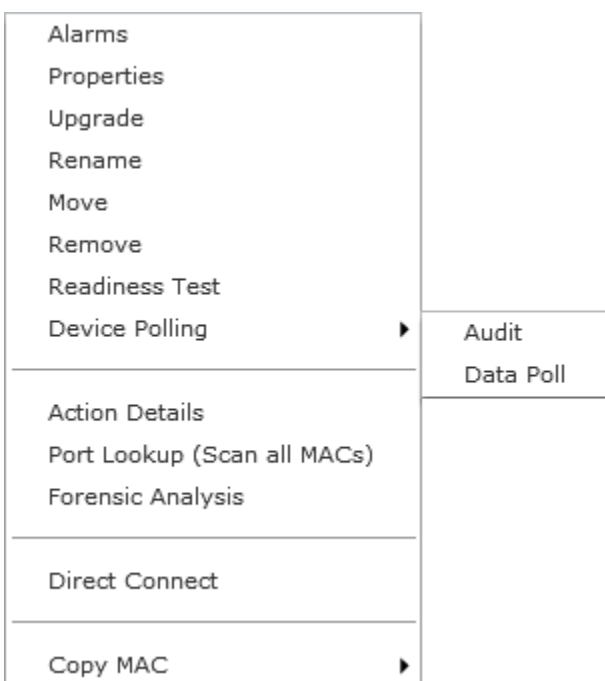 Alarms
Properties
Upgrade
Rename
Move
Remove
Readiness Test
Device Polling
Audit
Data Poll
Action Details
Port Lookup (Scan all MACs)
Forensic Analysis
Direct Connect
Copy MAC